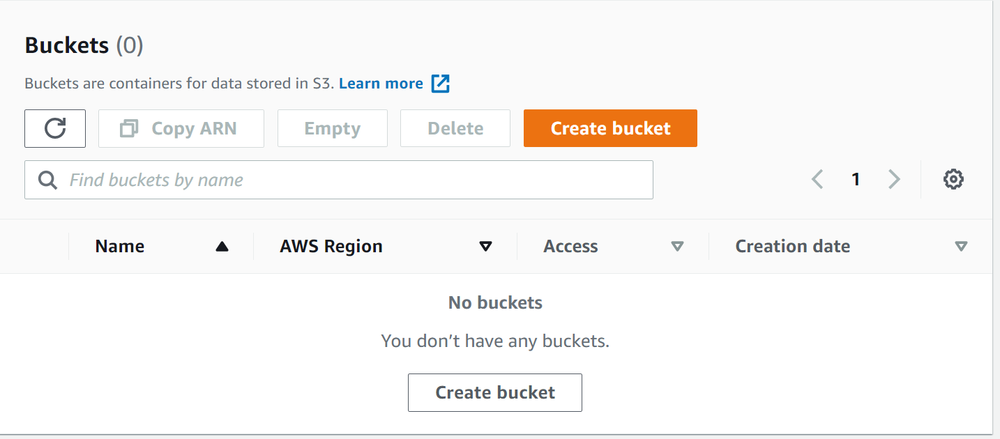 Buckets (0)
Buckets are containers for data stored in S3. Learn more
Copy ARN Empty Delete Create bucket
Find buckets by name 1
Name AWS Region Access Creation date
No buckets
You don’t have any buckets.
Create bucket